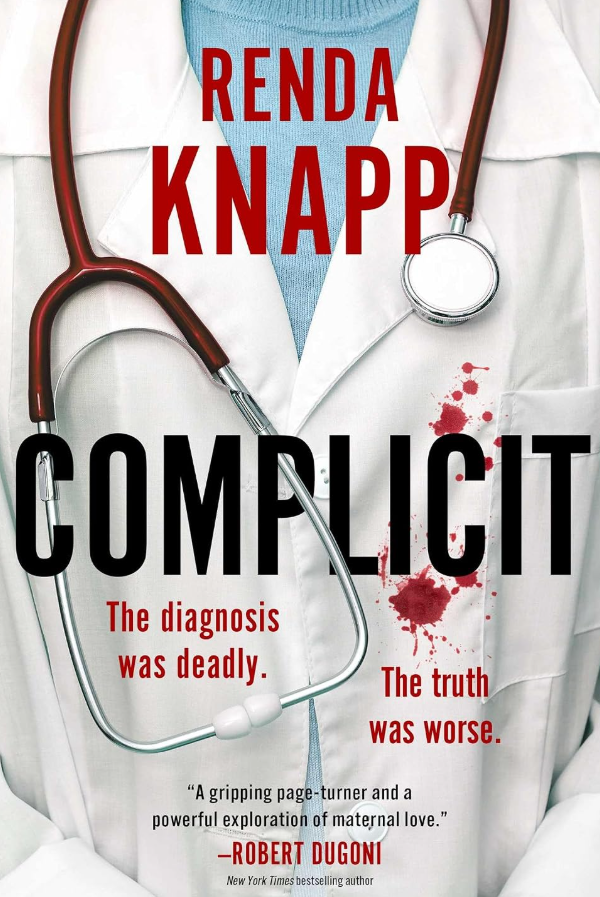 RENDA
KNAPP
COMPLICIT
The diagnosis
was deadly.
The truth
was worse.
“A gripping page-turner and a
powerful exploration of maternal love.”
—ROBERT DUGONI
New York Times bestselling author